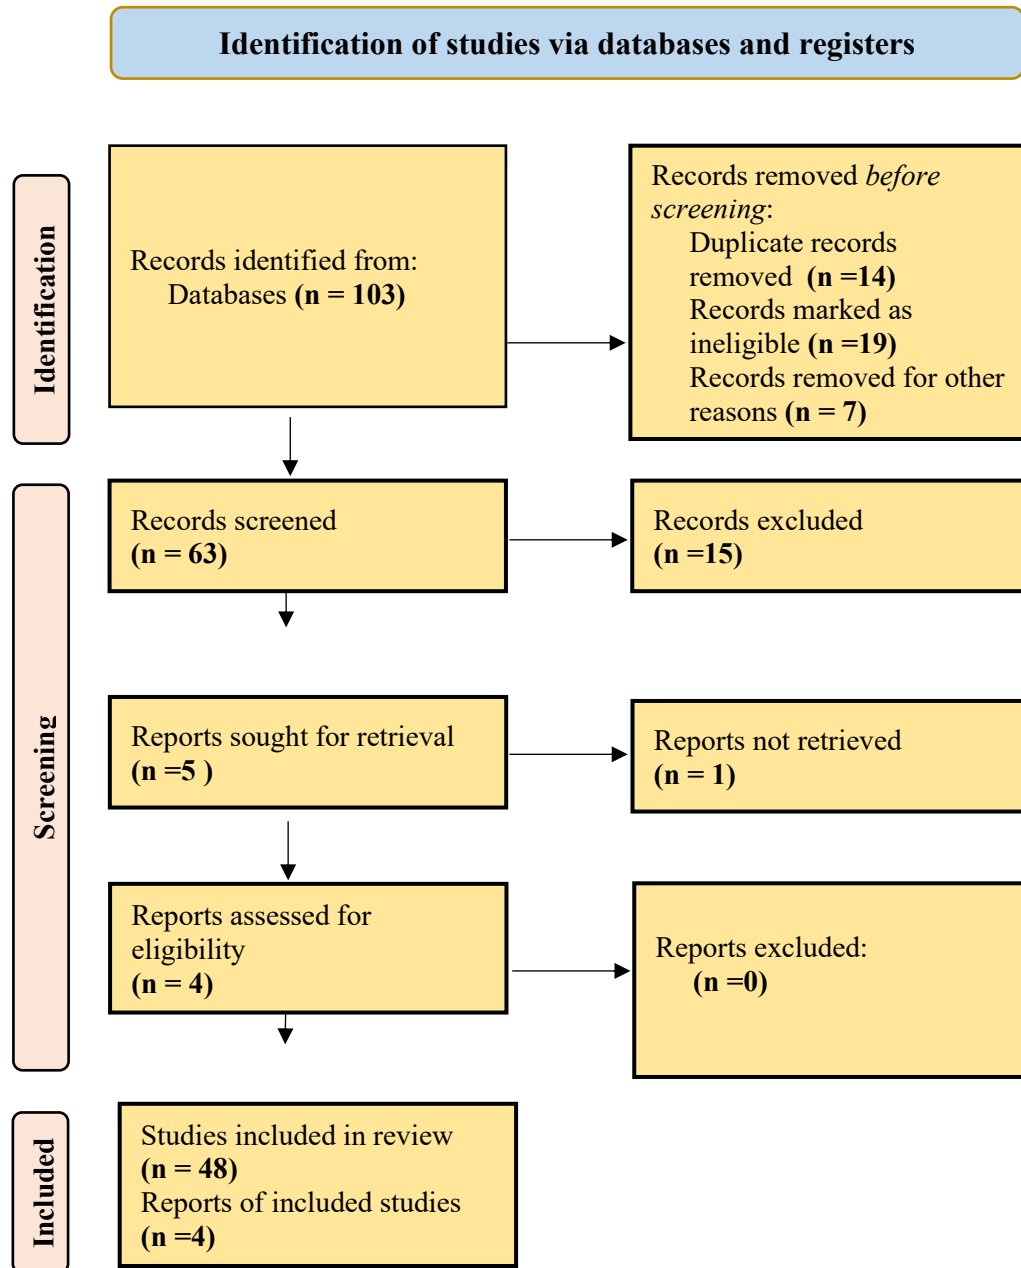 Identification of studies via databases and registers
Identification
Records identified from:
Databases (n = 103)
Records removed before
screening:
Duplicate records
removed  (n =14)
Records marked as
ineligible (n =19)
Records removed for other
reasons (n = 7)
Screening
Records screened
(n = 63)
Records excluded
(n =15)
Reports sought for retrieval
(n =5 )
Reports not retrieved
(n = 1)
Reports assessed for
eligibility
(n = 4)
Reports excluded:
(n =0)
Included
Studies included in review
(n = 48)
Reports of included studies
(n =4)